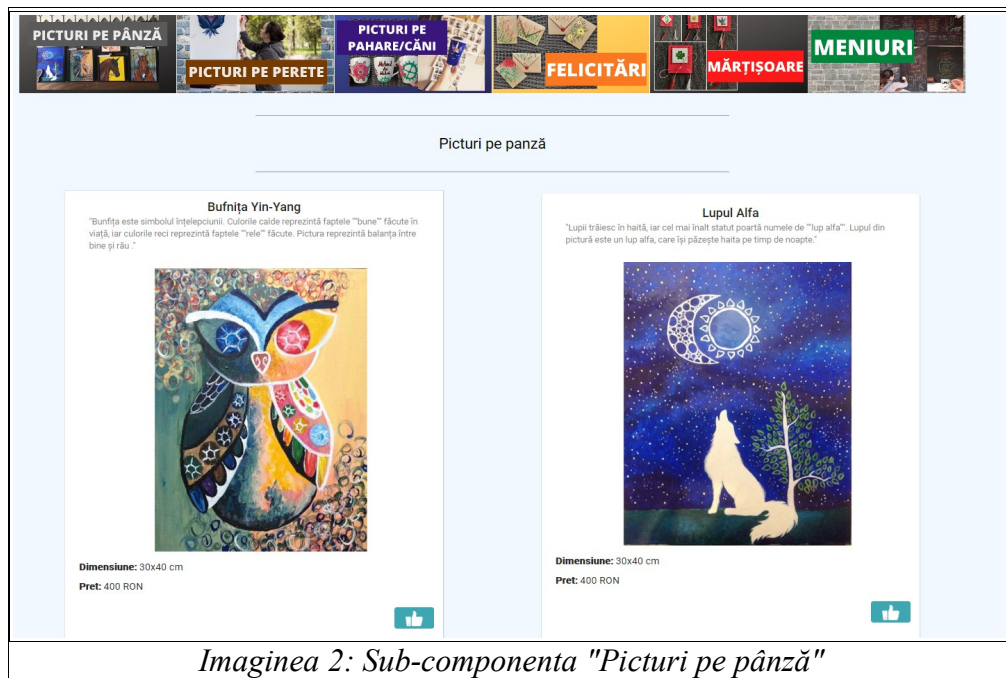 PICTURI PE PÂNZĂ
PICTURI PE PERETE
PICTURI PE
PAHARE/CĂNI
FELICITĂRI
MĂRȚIȘOARE
MENIURI
Picturi pe panză
Bufnița Yin-Yang
"Bunfița este simbolul înțelepciunii. Culorile calde reprezintă faptele ""bune"" făcute în
viață, iar culorile reci reprezintă faptele ""rele"" făcute. Pictura reprezintă balanța între
bine și rău ."
Dimensiune: 30x40 cm
Pret: 400 RON
Lupul Alfa
"Lupii trăiesc în haită, iar cel mai înalt statut poartă numele de ""lup alfa"". Lupul din
pictură este un lup alfa, care își păzește haita pe timp de noapte."
Dimensiune: 30x40 cm
Pret: 400 RON
Imaginea 2: Sub-componenta "Picturi pe pânză"